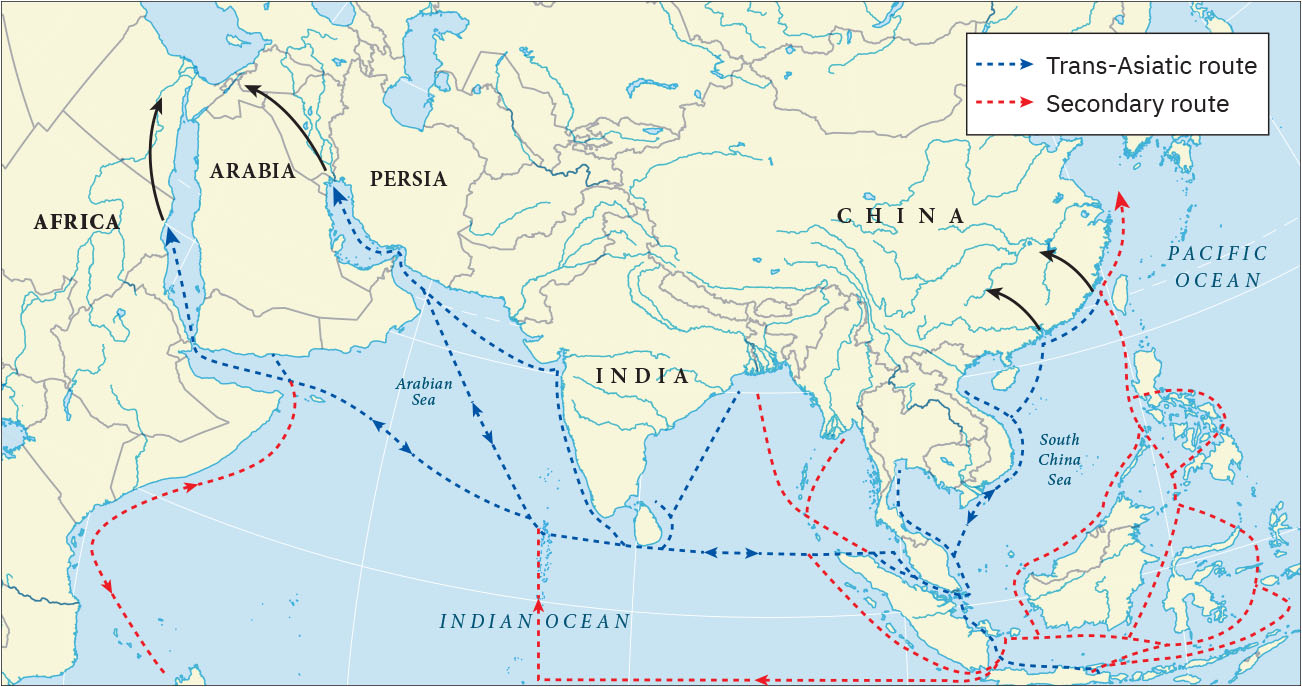 Trans-Asiatic route
Secondary route
ARABIA
PERSIA
AFRICA
CHINA
PACIFIC
OCEAN
INDIA
Arabian
Sea
South
China
Sea
INDIAN OCEAN